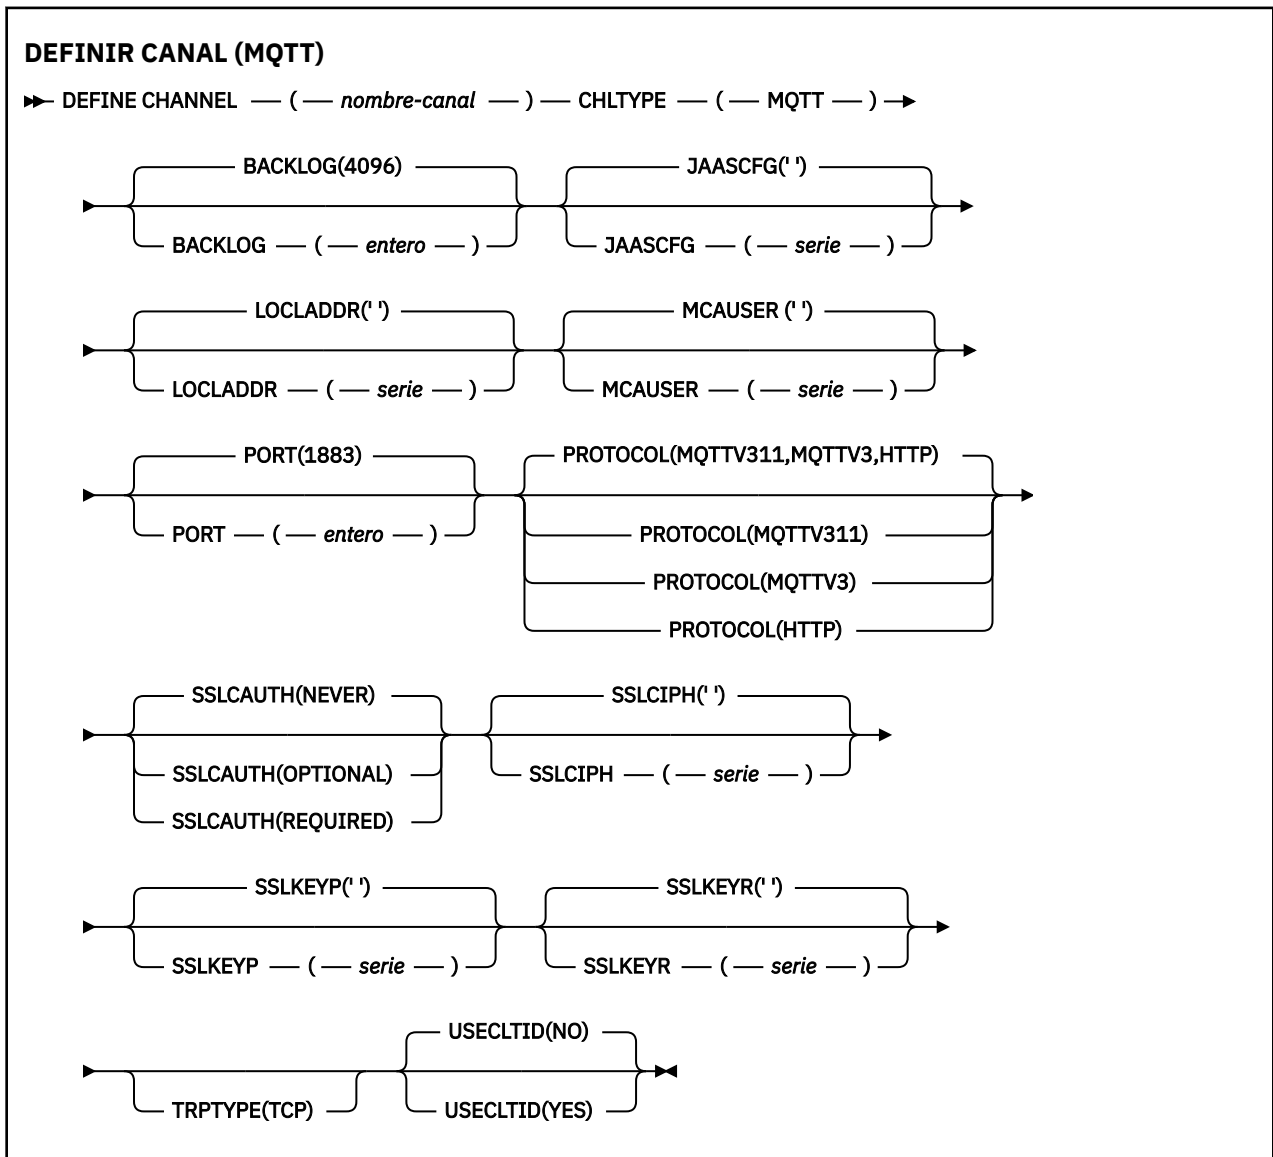 DEFINIR CANAL (MQTT)
DEFINE CHANNEL ( nombre-canal ) CHLTYPE ( MQTT )
BACKLOG(4096) JAASCFG(' ')
BACKLOG ( entero ) JAASCFG ( serie )
LOCLADDR(' ') MCAUSER (' ')
LOCLADDR ( serie ) MCAUSER ( serie )
PORT(1883) PROTOCOL(MQTTV311,MQTTV3,HTTP)
PORT ( entero ) PROTOCOL(MQTTV311)
PROTOCOL(MQTTV3)
PROTOCOL(HTTP)
SSLCAUTH(NEVER) SSLCIPH(' ')
SSLCAUTH(OPTIONAL) SSLCIPH ( serie )
SSLCAUTH(REQUIRED)
SSLKEYP(' ') SSLKEYR(' ')
SSLKEYP ( serie ) SSLKEYR ( serie )
USECLTID(NO)
TRPTYPE(TCP) USECLTID(YES)